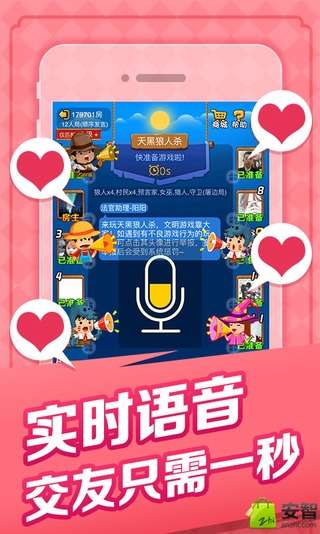 179701房
12人局(顺序发言)
天黑狼人杀
商城
帮助
快准备游戏啦!
0s
狼人x4,村民x4,预言家,女巫,猎人,守卫(屠边局)
法官助理-阳阳
来玩天黑狼人杀，文明游戏靠大
家！如遇到有不良游戏行为的玩
可点击其头像进行举报，
后会受到系统惩罚~
房主
已准备
已准备
8
已准备
已准备
已准备
实时语音
交友只需一秒
安智
anzhi.com